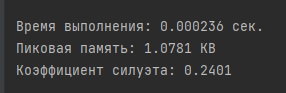 Время выполнения: 0.000236 сек.
Пиковая память: 1.0781 KB
Коэффициент силуэта: 0.2401